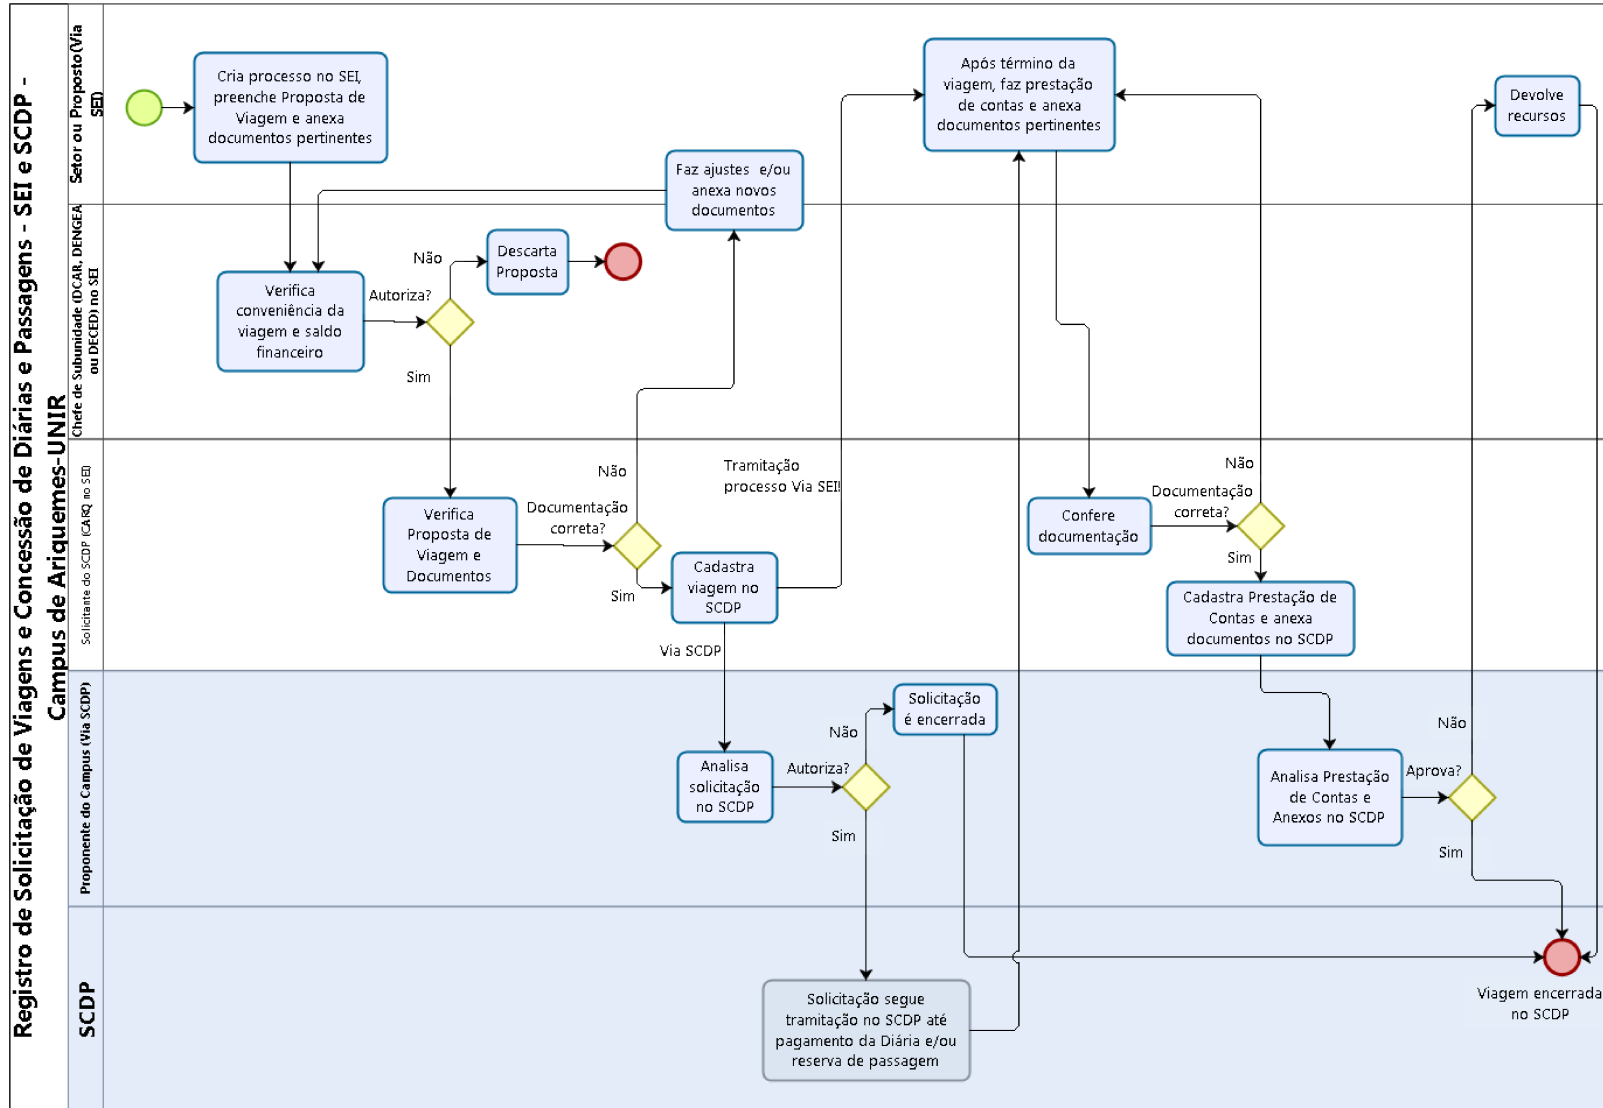 Registro de Solicitação de Viagens e Concessão de Diárias e Passagens - SEI e SCDP -
Campus de Ariquemes-UNIR
Setor ou Proposto(Via
SEI)
Cria processo no SEI,
preenche Proposta de
Viagem e anexa
documentos pertinentes
Faz ajustes e/ou
anexa novos
documentos
Após término da
viagem, faz prestação
de contas e anexa
documentos pertinentes
Devolve
recursos
Chefe de Subunidade (DCAR, DENGEA
ou DECED) no SEI
Verifica
conveniência da
viagem e saldo
financeiro
Autoriza?
Não
Descarta
Proposta
Sim
Solicitante do SCDP (CARQ no SEI)
Verifica
Proposta de
Viagem e
Documentos
Documentação
correta?
Não
Sim
Cadastra
viagem no
SCDP
Tramitação
processo Via SEI!
Via SCDP
Confere
documentação
Documentação
correta?
Não
Sim
Cadastra Prestação de
Contas e anexa
documentos no SCDP
Proponente do Campus (Via SCDP)
Analisa
solicitação
no SCDP
Autoriza?
Não
Solicitação
é encerrada
Sim
Analisa Prestação
de Contas e
Anexos no SCDP
Aprova?
Não
Sim
SCDP
Solicitação segue
tramitação no SCDP até
pagamento da Diária e/ou
reserva de passagem
Viagem encerrada
no SCDP